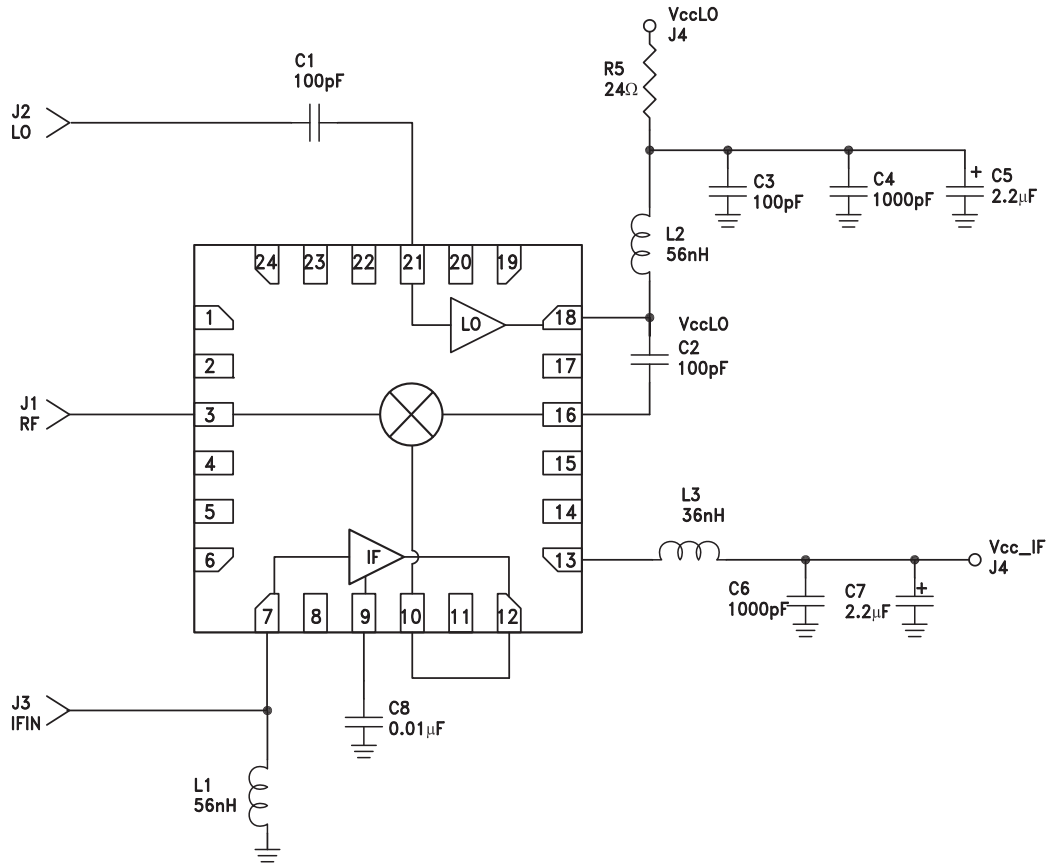 VccLO
J4
R5
24Ω
C1
100pF
J2
LO
C3
100pF
C4
1000pF
+ C5
2.2μF
L2
56nH
24 23 22 21 20 19
1
LO
18
VccLO
C2
100pF
2
17
J1
RF
3
16
4
15
5
14
L3
36nH
6
IF
13
Vcc_IF
J4
C6
1000pF
C7
2.2μF
+
7 8 9 10 11 12
J3
IFIN
C8
0.01μF
L1
56nH